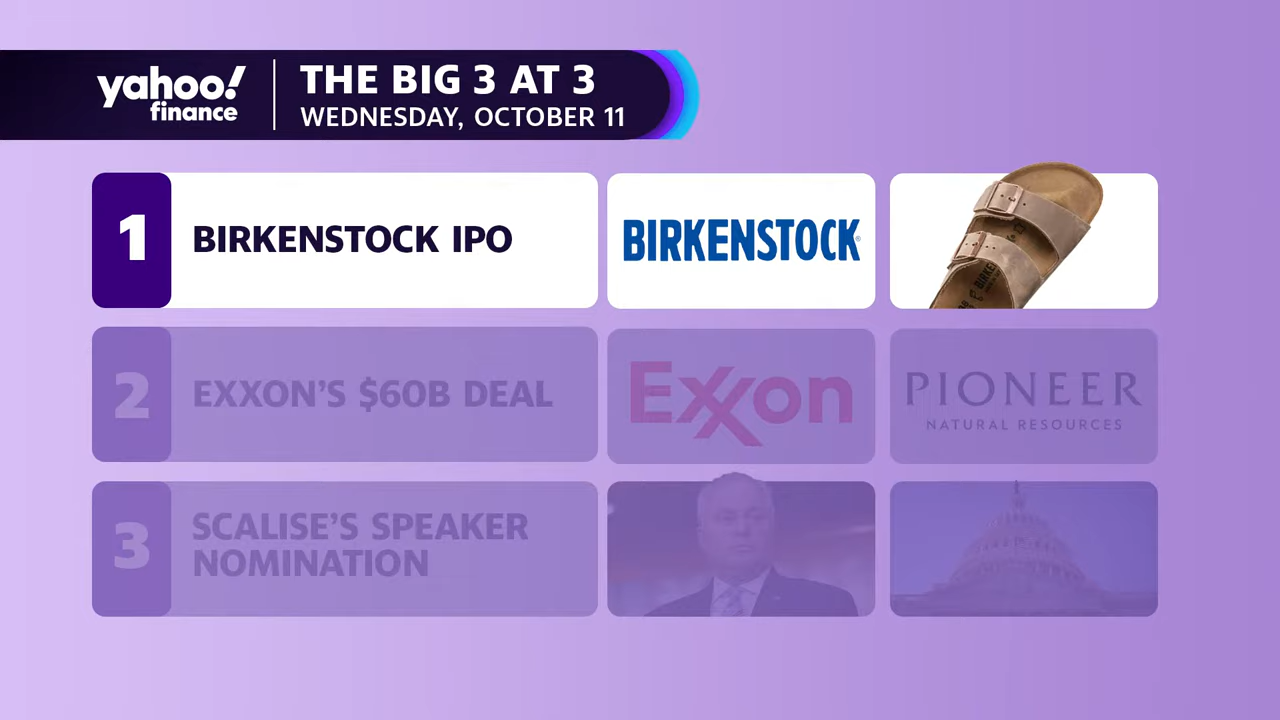 yahoo!
finance
THE BIG 3 AT 3
WEDNESDAY, OCTOBER 11
1
BIRKENSTOCK IPO
BIRKENSTOCK®
2
EXXON'S $60B DEAL
Exxon
PIONEER
NATURAL RESOURCES
3
SCALISE'S SPEAKER
NOMINATION